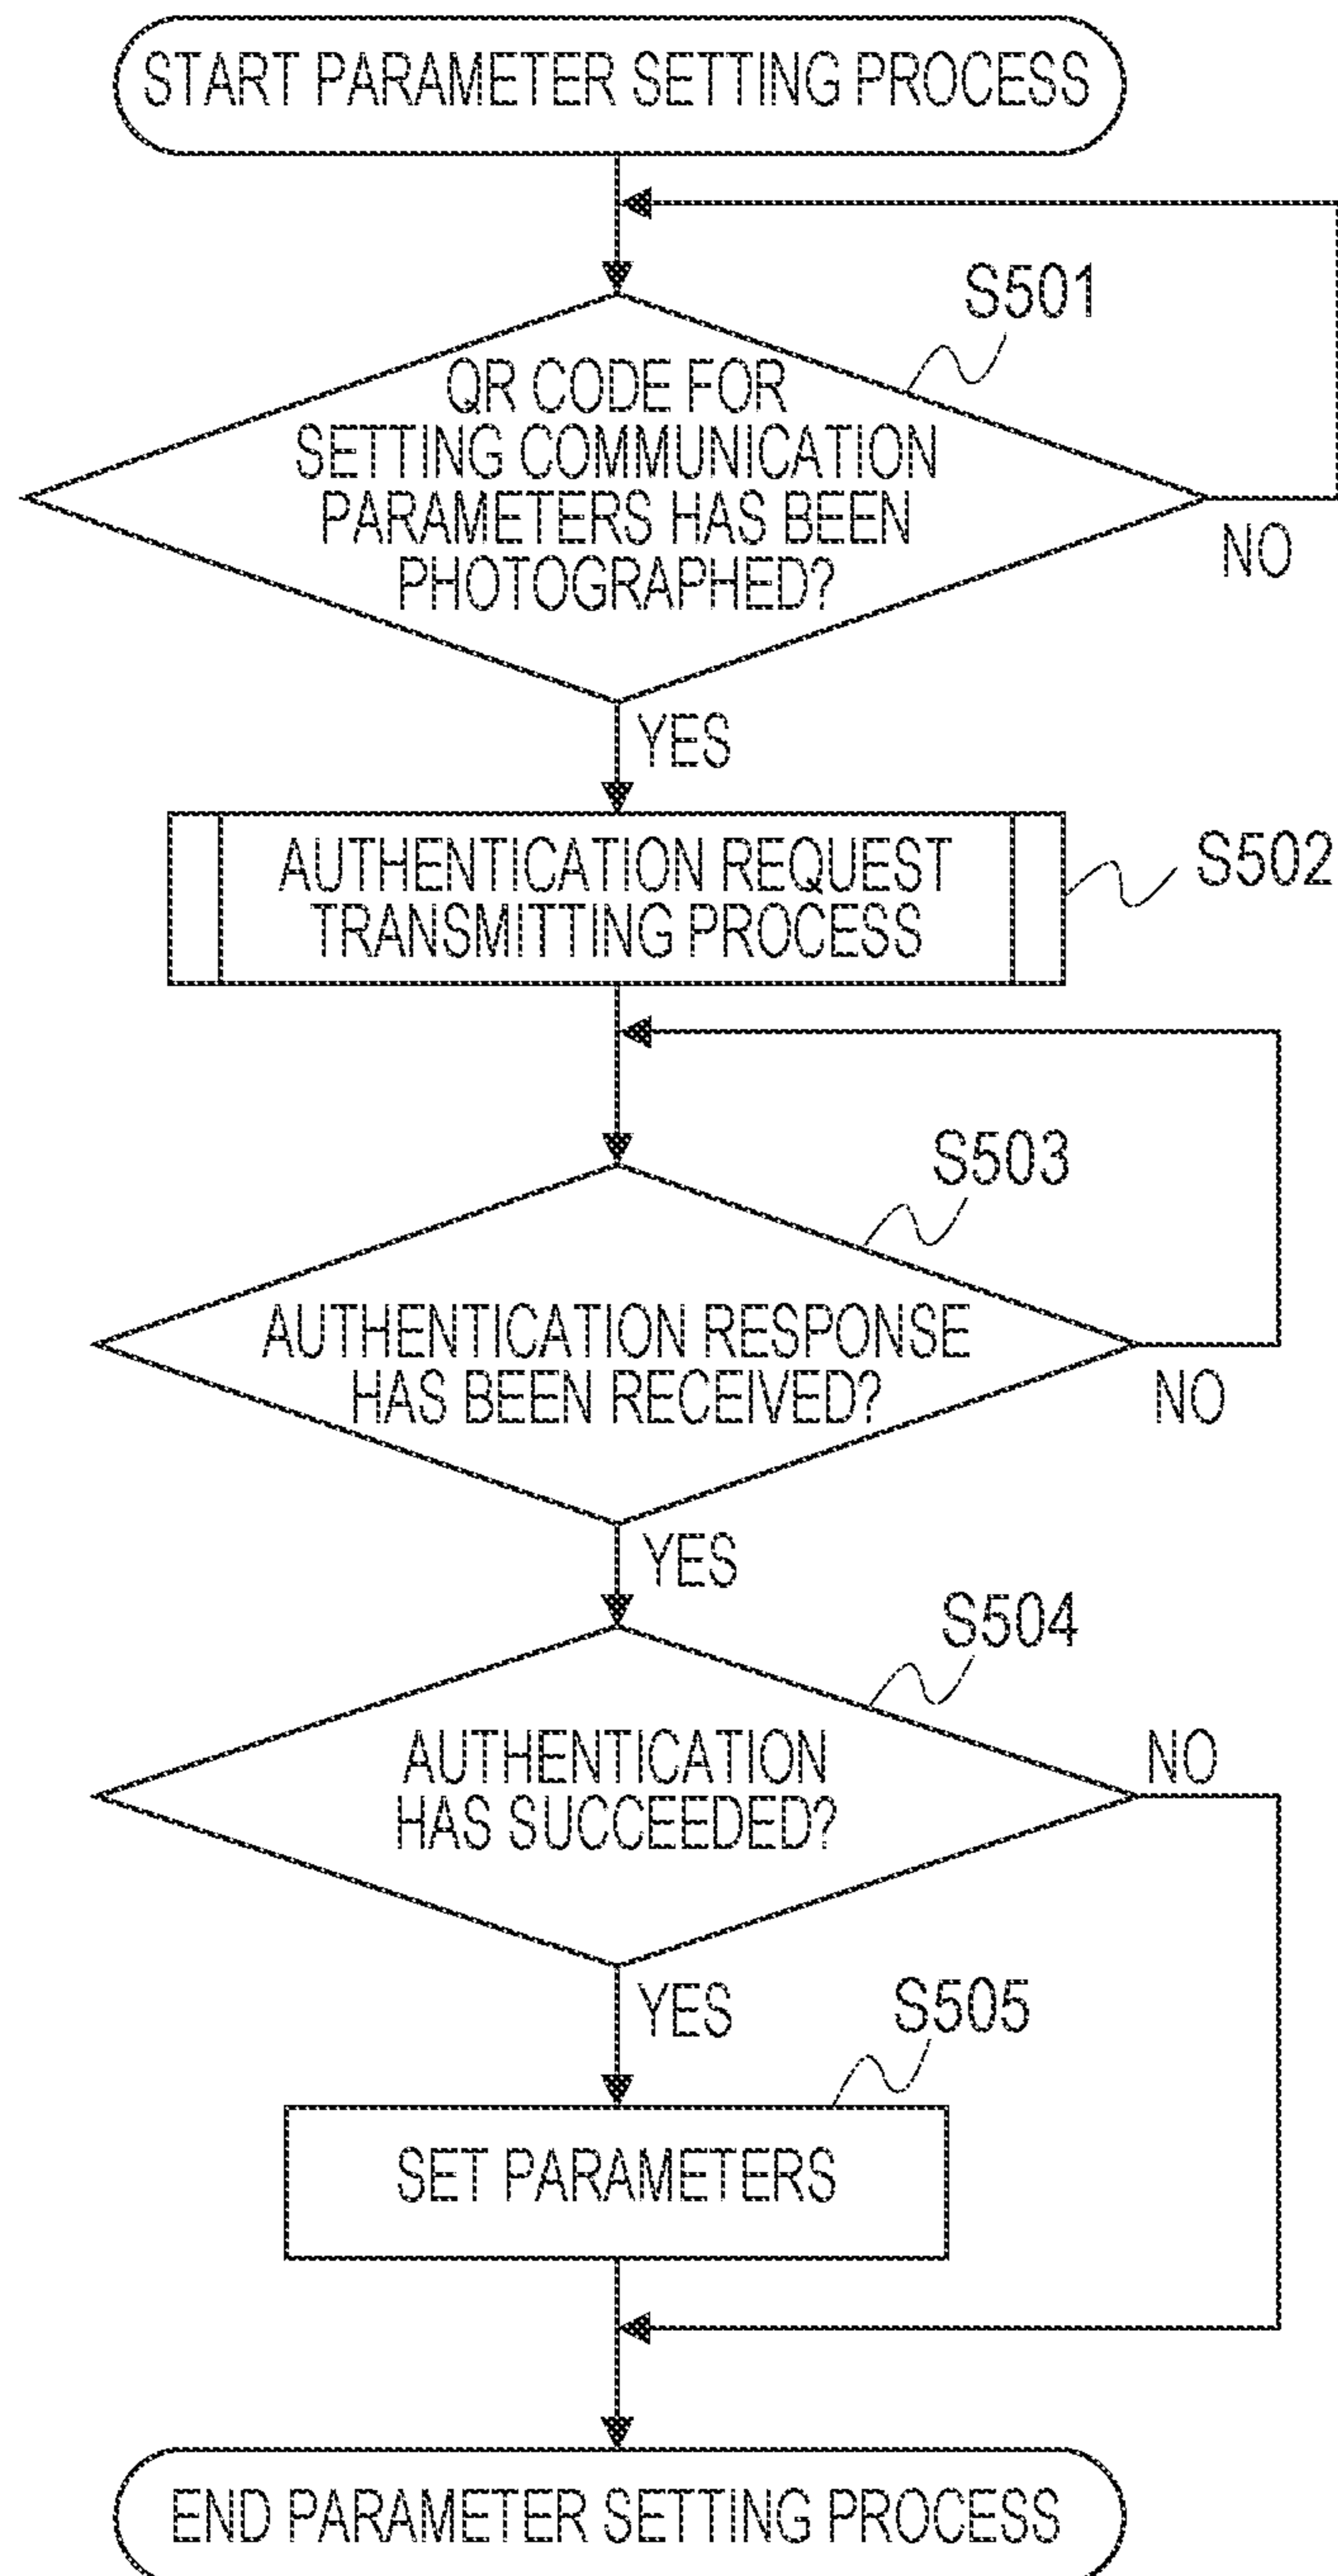 START PARAMETER SETTING PROCESS
S501
QR CODE FOR
SETTING COMMUNICATION
PARAMETERS HAS BEEN
PHOTOGRAPHED?
NO
YES
AUTHENTICATION REQUEST
TRANSMITTING PROCESS
S502
S503
AUTHENTICATION RESPONSE
HAS BEEN RECEIVED?
NO
YES
S504
AUTHENTICATION
HAS SUCCEEDED?
NO
YES
S505
SET PARAMETERS
END PARAMETER SETTING PROCESS